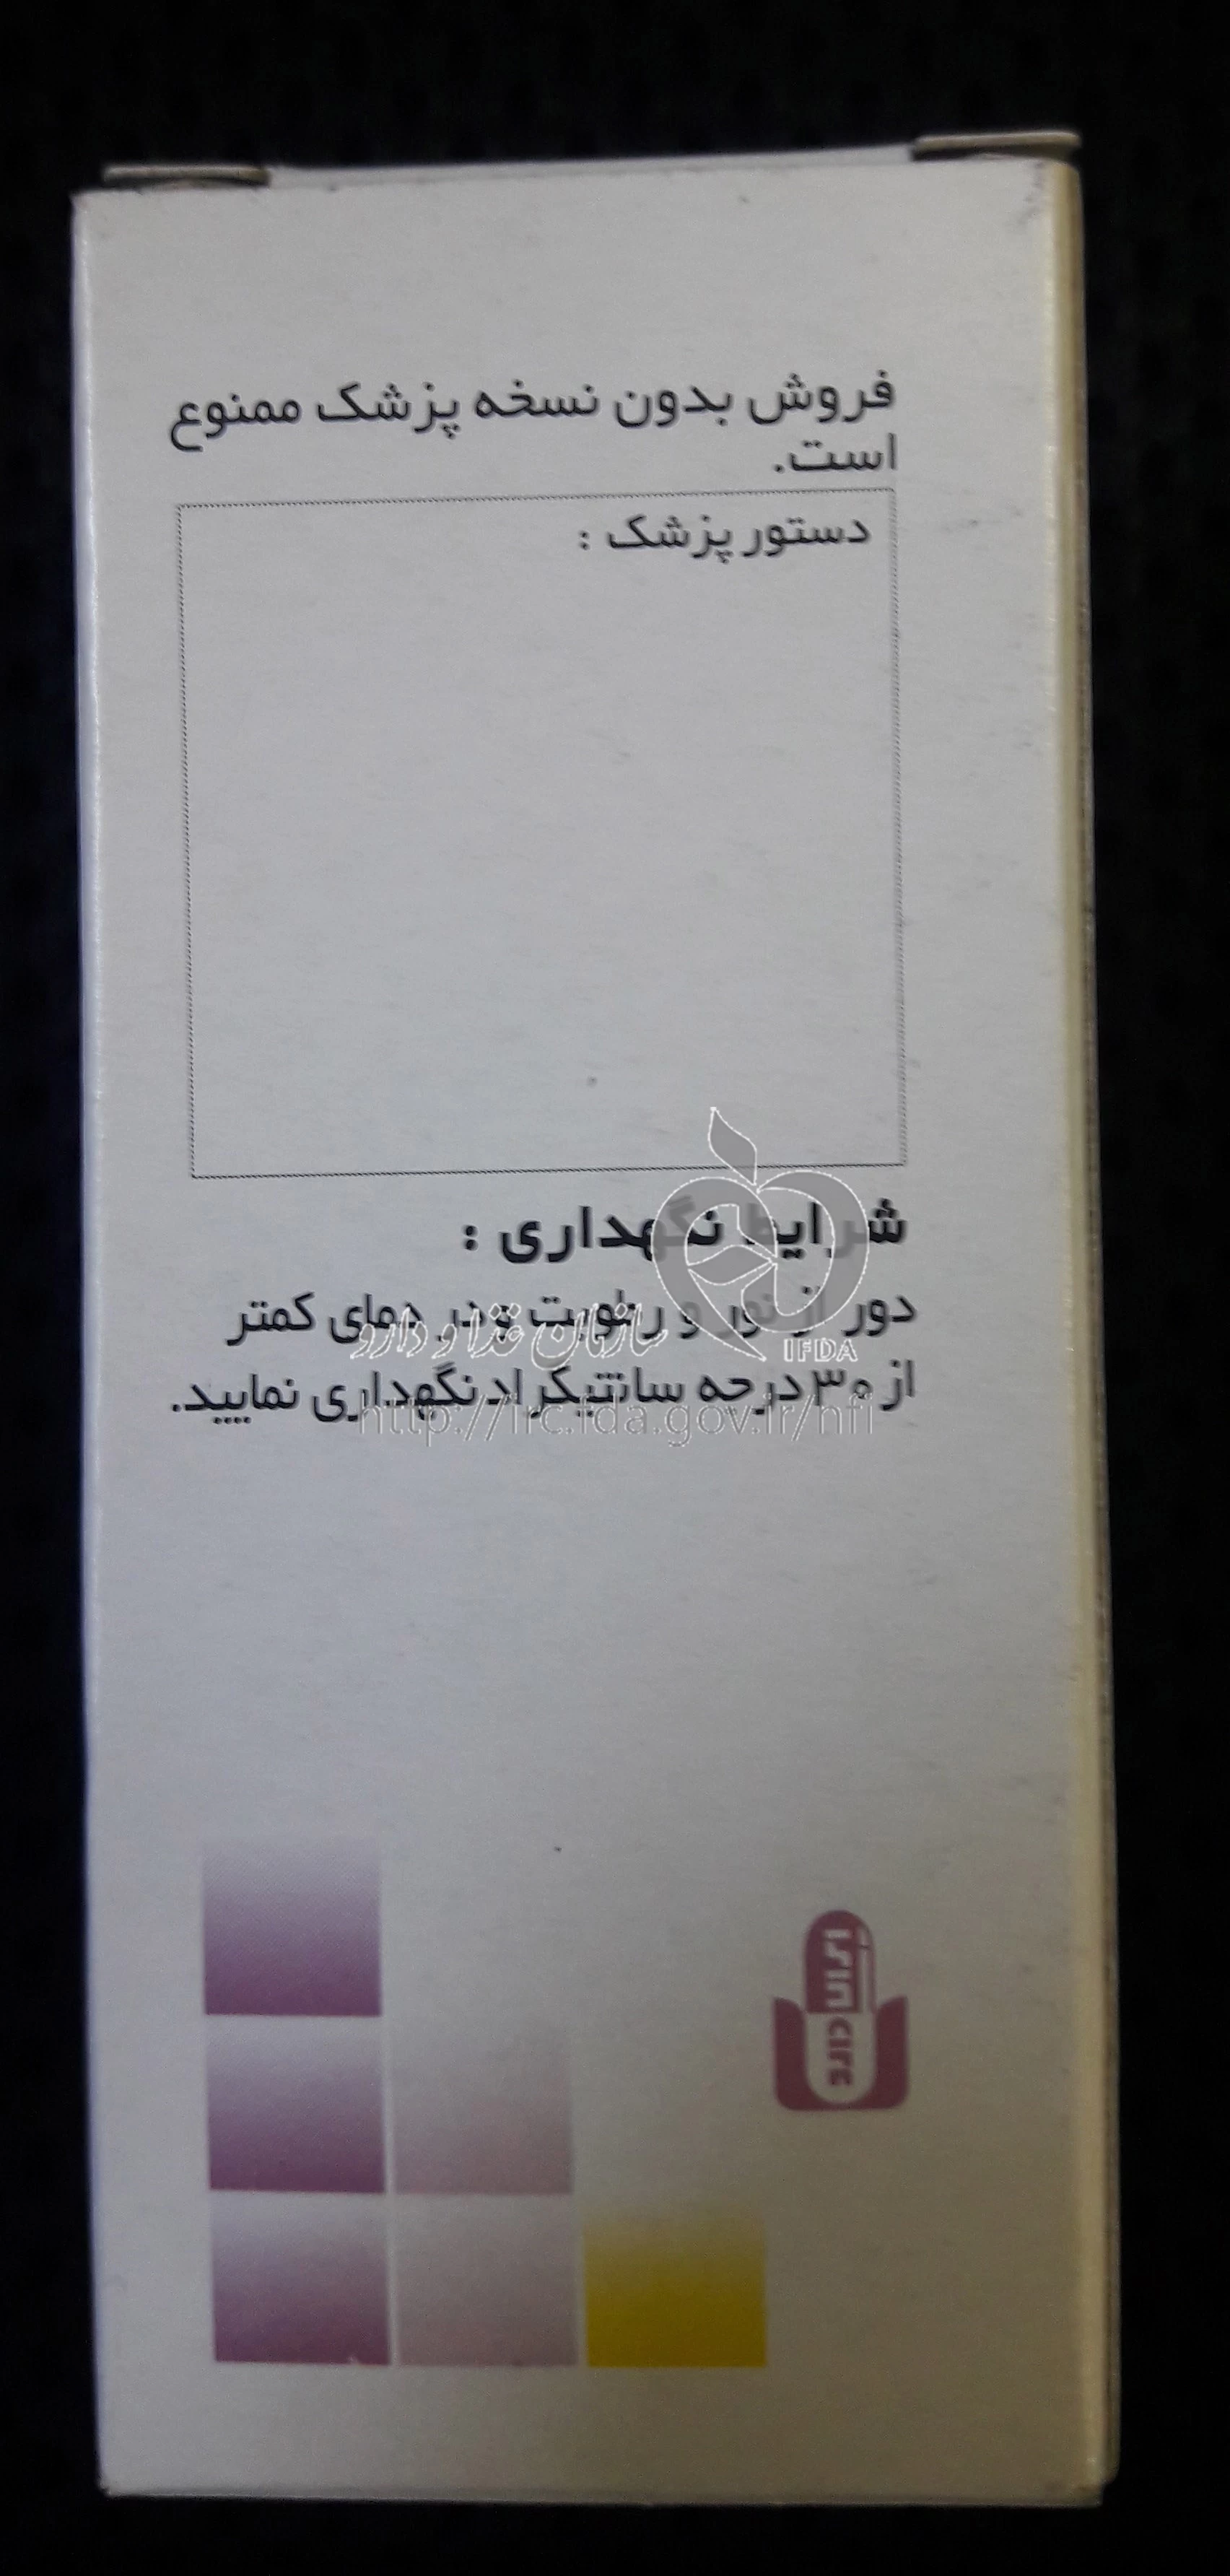 فروش بدون نسخه پزشک ممنوع
است.
دستور پزشک :
شرایط نگهداری :
دور از نور و رطوبت و در دمای کمتر
از ۳۰ درجه سانتیگراد نگهداری نمایید.
IFDA
سازمان غذا و دارو
http://irc.fda.gov.ir/nfi